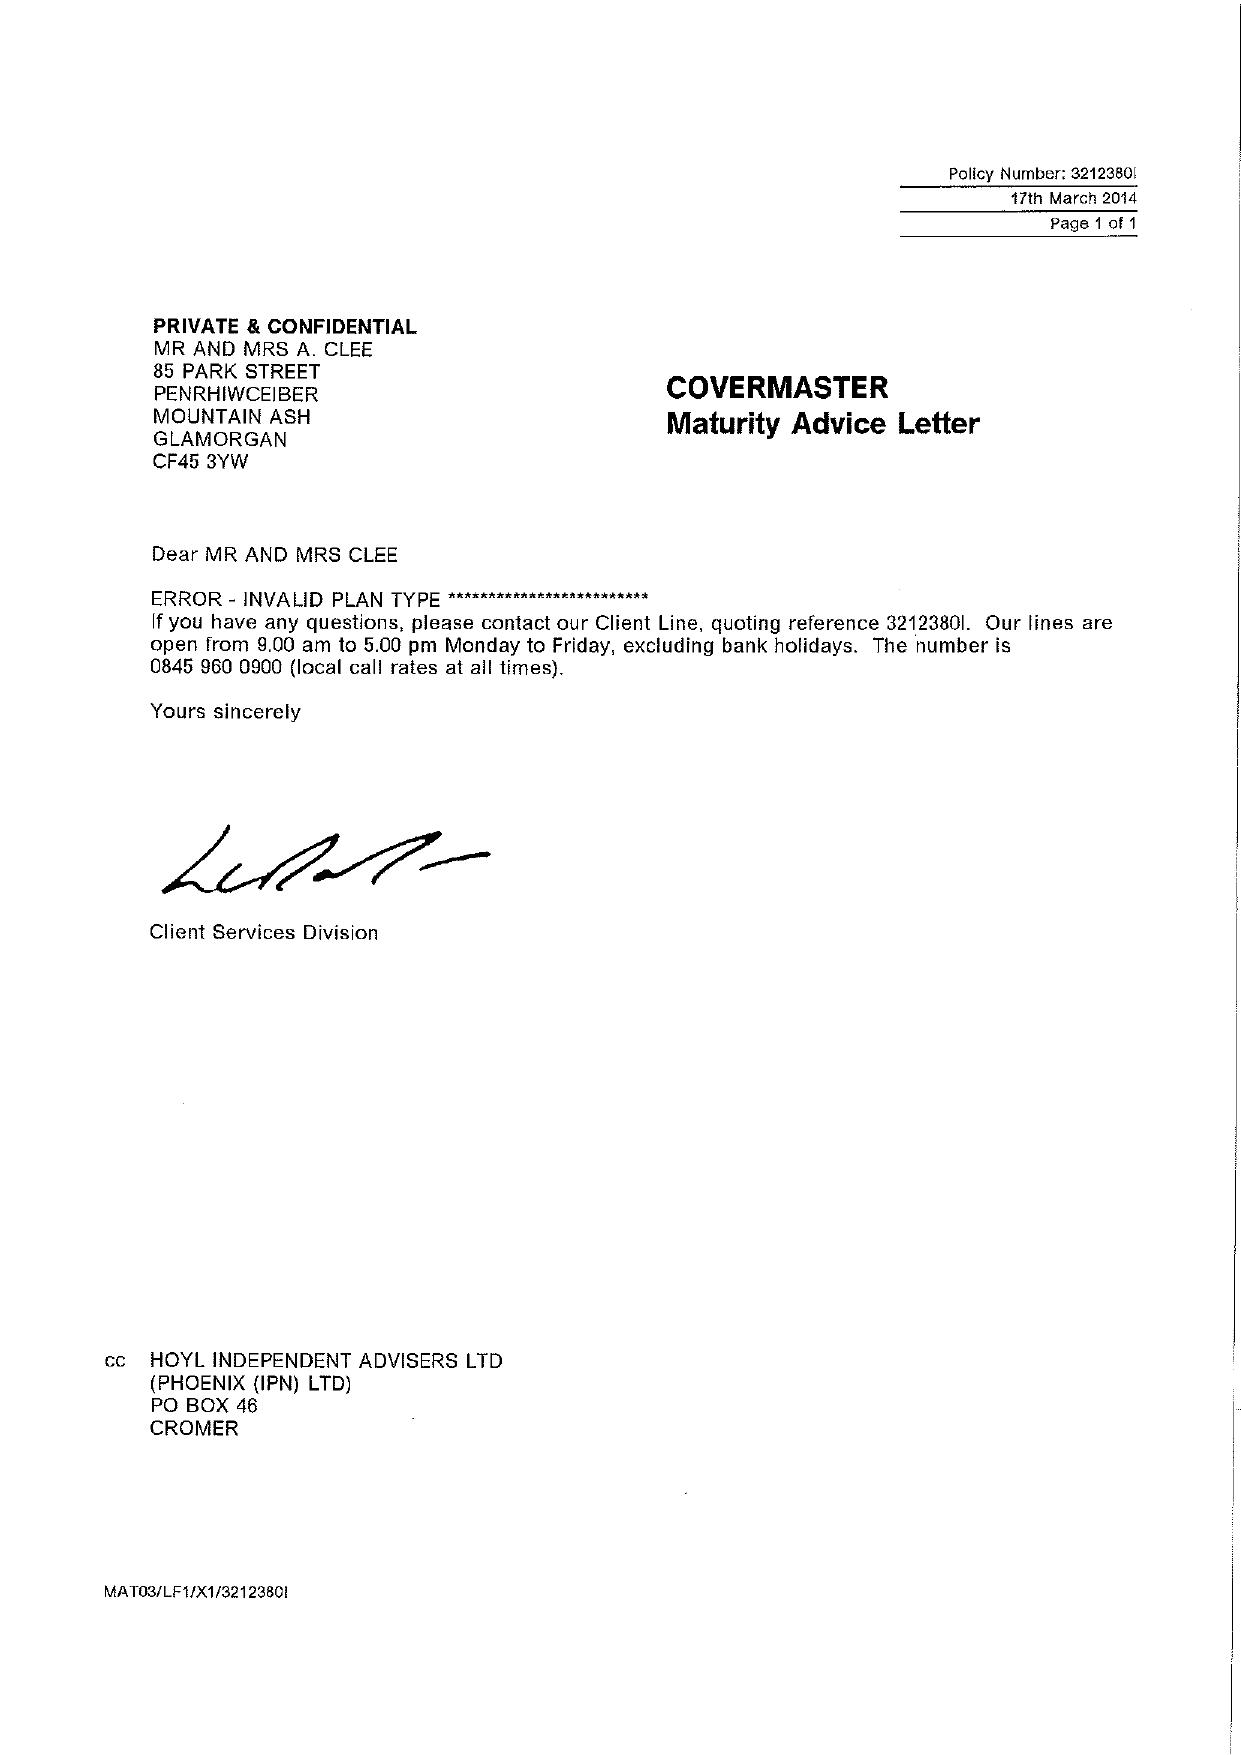 Policy Number: 3212380I
17th March 2014
Page 1 of 1
PRIVATE & CONFIDENTIAL
MR AND MRS A. CLEE
85 PARK STREET
PENRHIWCEIBER
MOUNTAIN ASH
GLAMORGAN
CF45 3YW
COVERMASTER
Maturity Advice Letter
Dear MR AND MRS CLEE
ERROR - INVALID PLAN TYPE *************************
If you have any questions, please contact our Client Line, quoting reference 3212380I. Our lines are
open from 9.00 am to 5.00 pm Monday to Friday, excluding bank holidays. The number is
0845 960 0900 (local call rates at all times).
Yours sincerely
Client Services Division
cc HOYL INDEPENDENT ADVISERS LTD
(PHOENIX (IPN) LTD)
PO BOX 46
CROMER
MAT03/LF1/X1/3212380I